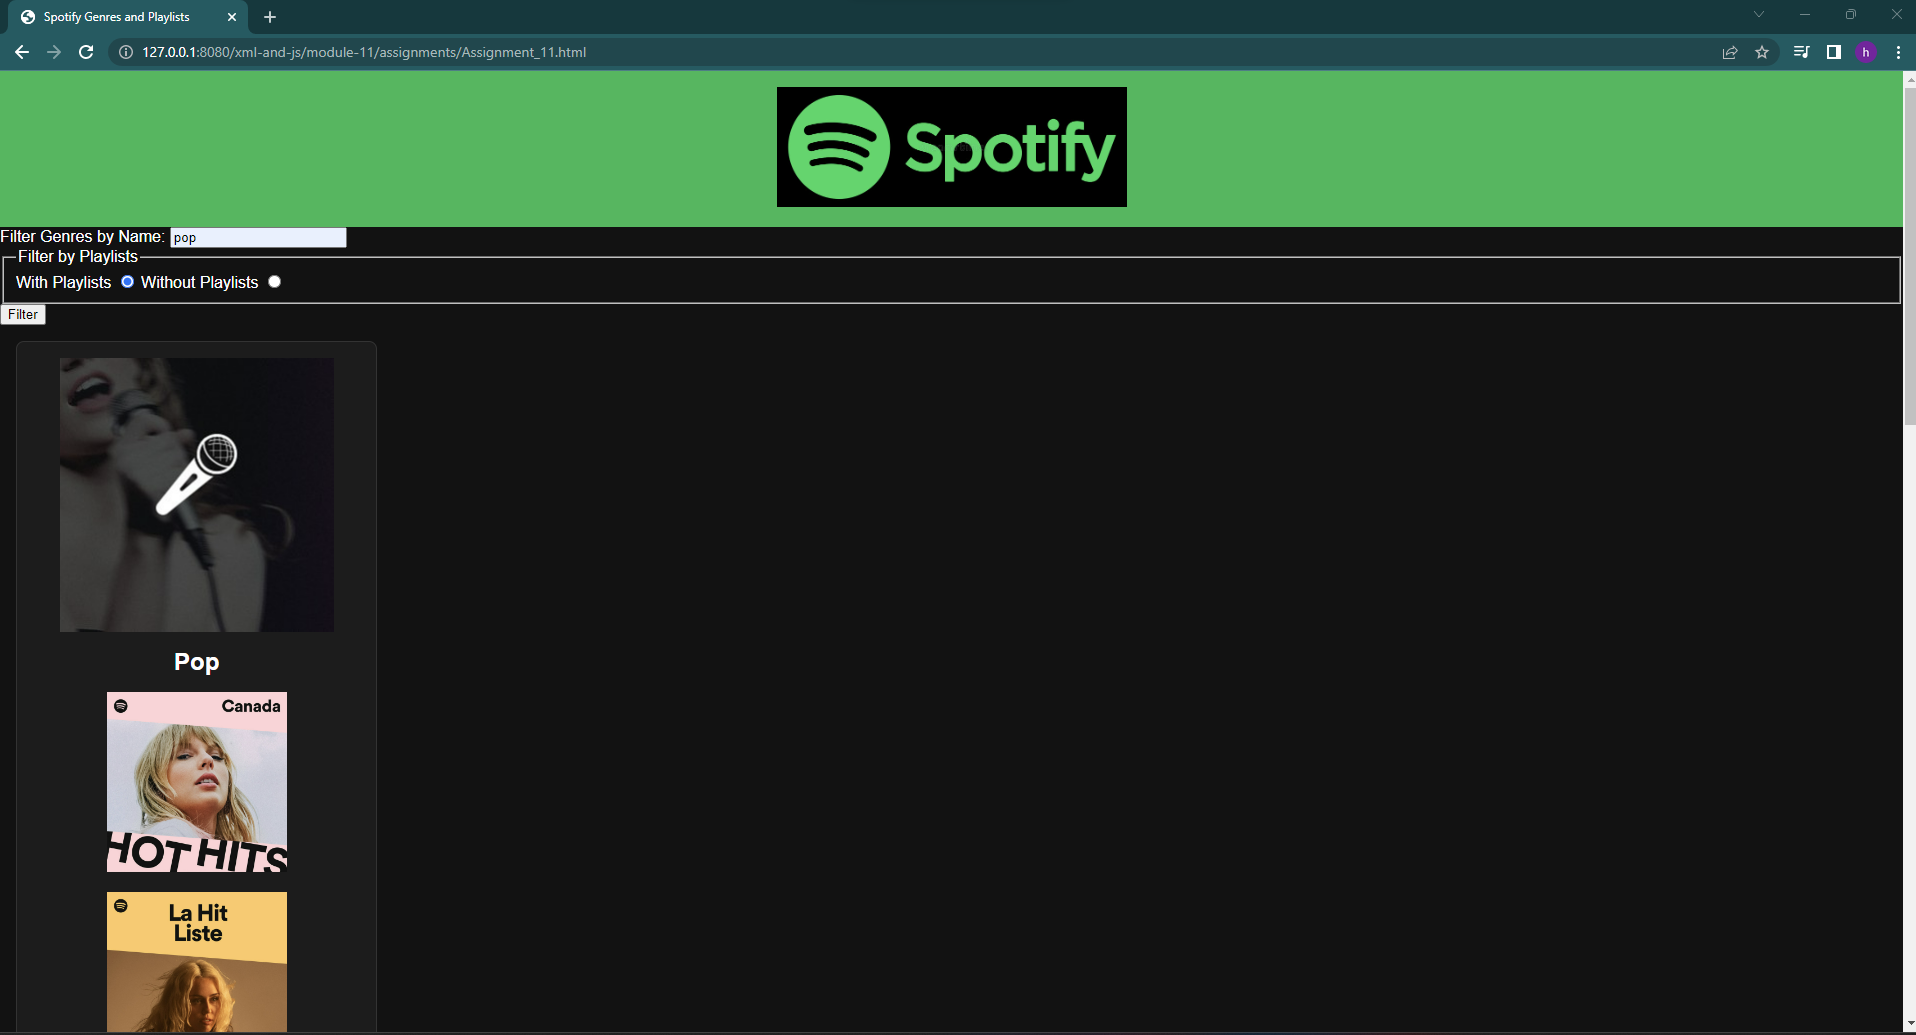 Spotify Genres and Playlists
127.0.0.1:8080/xml-and-js/module-11/assignments/Assignment_11.html
h
Spotify
Filter Genres by Name: pop
Filter by Playlists
With Playlists Without Playlists
Filter
Pop
Canada
HOT HITS
La Hit
Liste